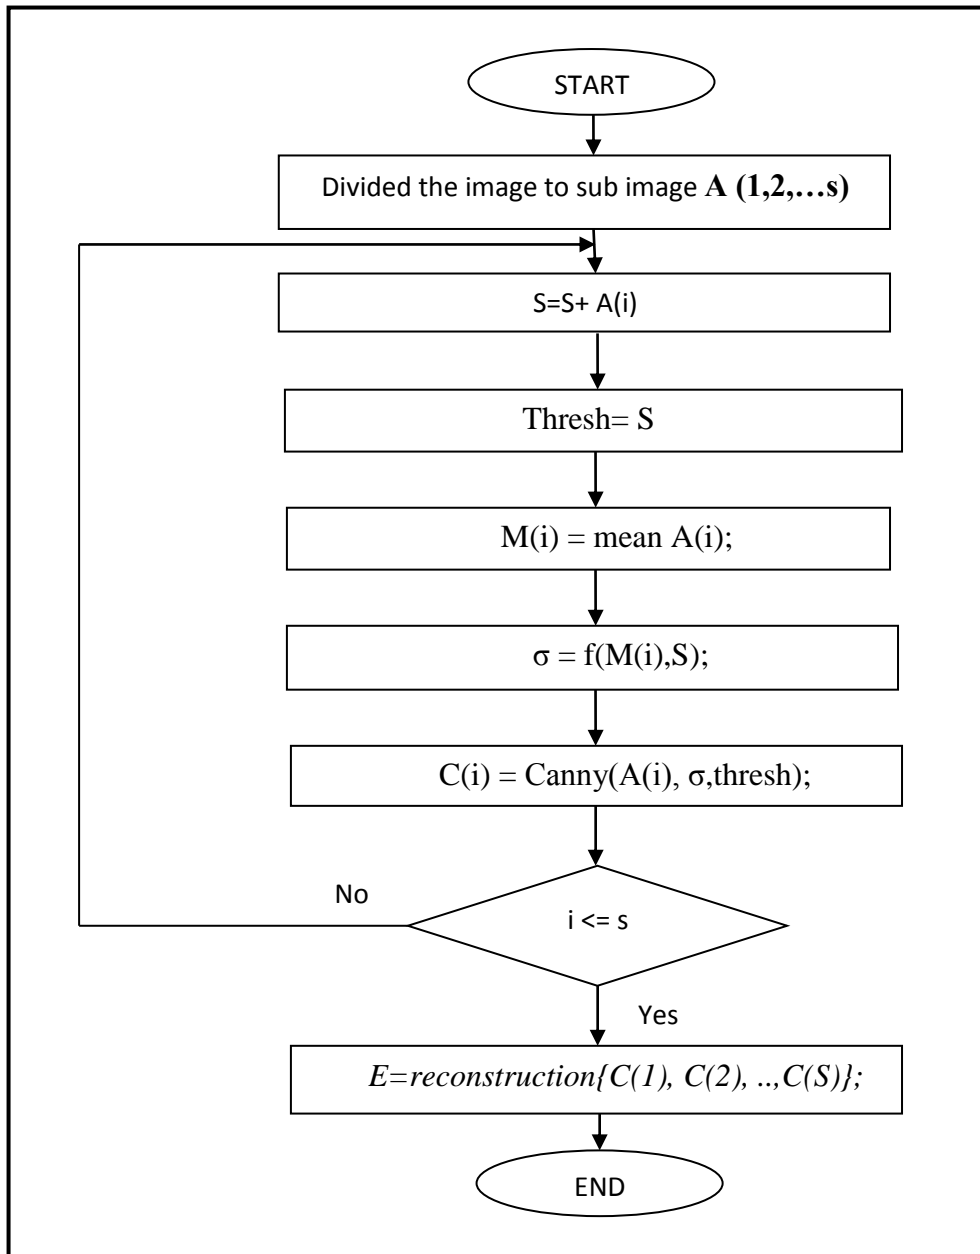 START
Divided the image to sub image A (1,2,…s)
S=S+ A(i)
Thresh= S
M(i) = mean A(i);
σ = f(M(i),S);
C(i) = Canny(A(i), σ,thresh);
No
i <= s
Yes
E=reconstruction{C(1), C(2), ..,C(S)};
END